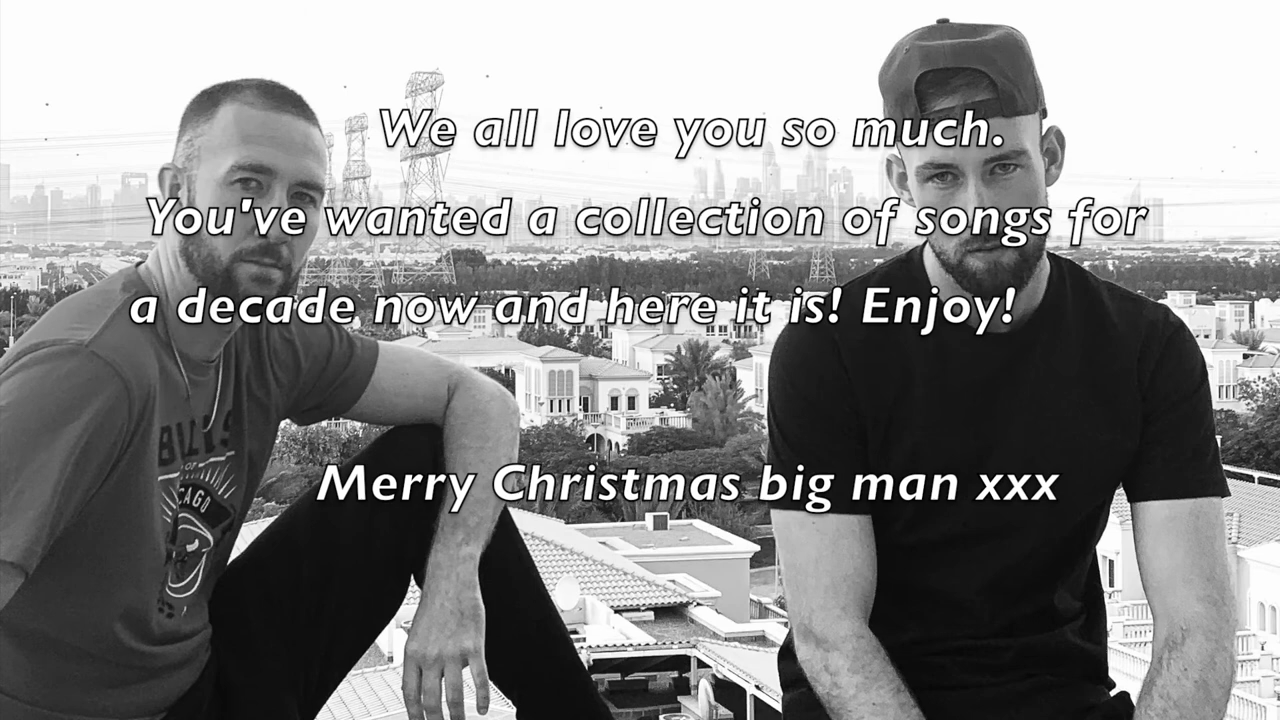 We all love you so much.
You've wanted a collection of songs for
a decade now and here it is! Enjoy!
Merry Christmas big man xxx
BULLS